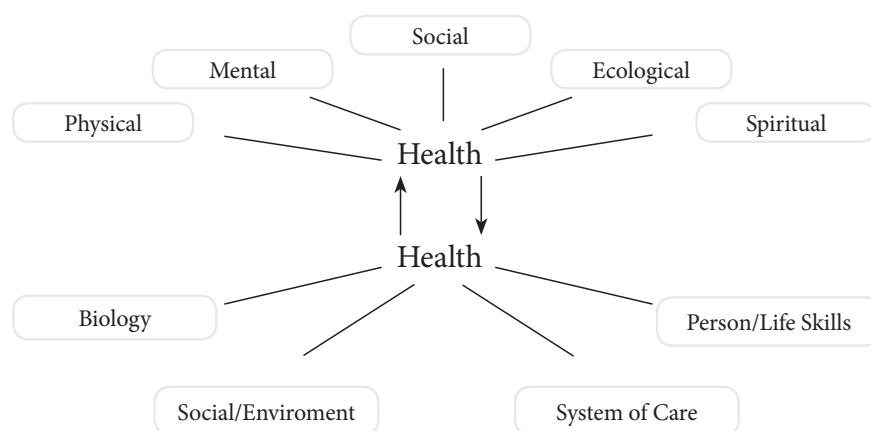 Social
Mental
Ecological
Physical
Spiritual
Health
Health
Biology
Person/Life Skills
Social/Enviroment
System of Care